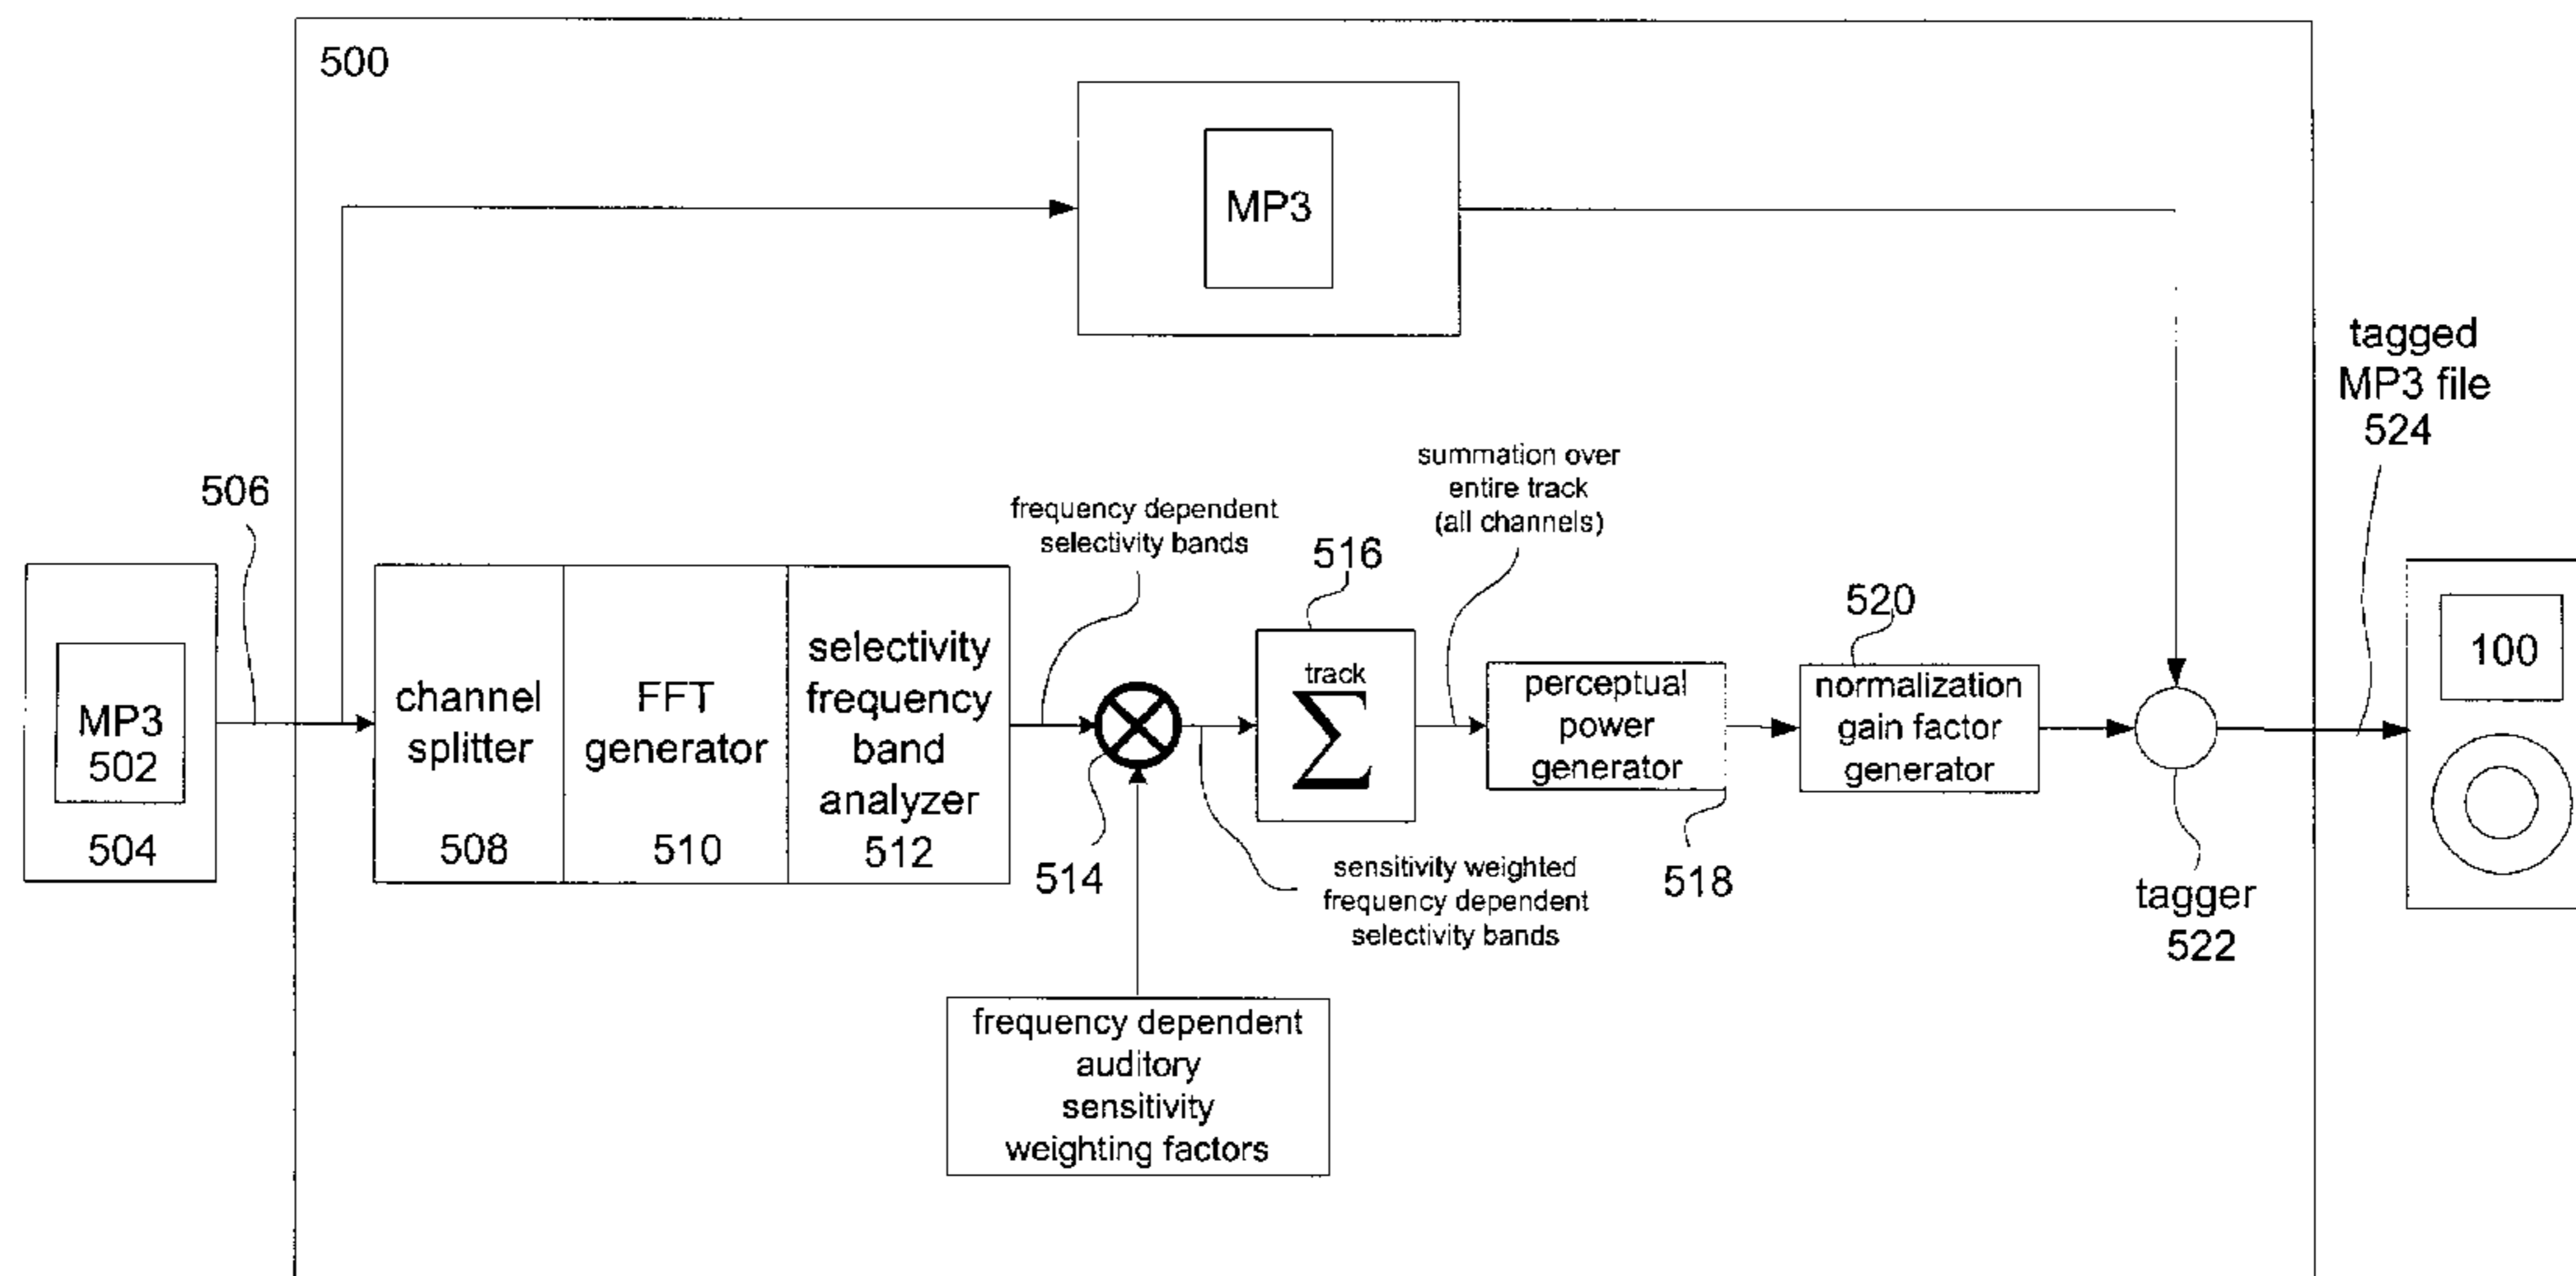 500
MP3
tagged
MP3 file
524
506
frequency dependent
selectivity bands
summation over
entire track
(all channels)
516
520
MP3
502
504
channel
splitter
508
FFT
generator
510
selectivity
frequency
band
analyzer
512
514
track
Σ
sensitivity weighted
frequency dependent
selectivity bands
perceptual
power
generator
518
normalization
gain factor
generator
tagger
522
100
frequency dependent
auditory
sensitivity
weighting factors